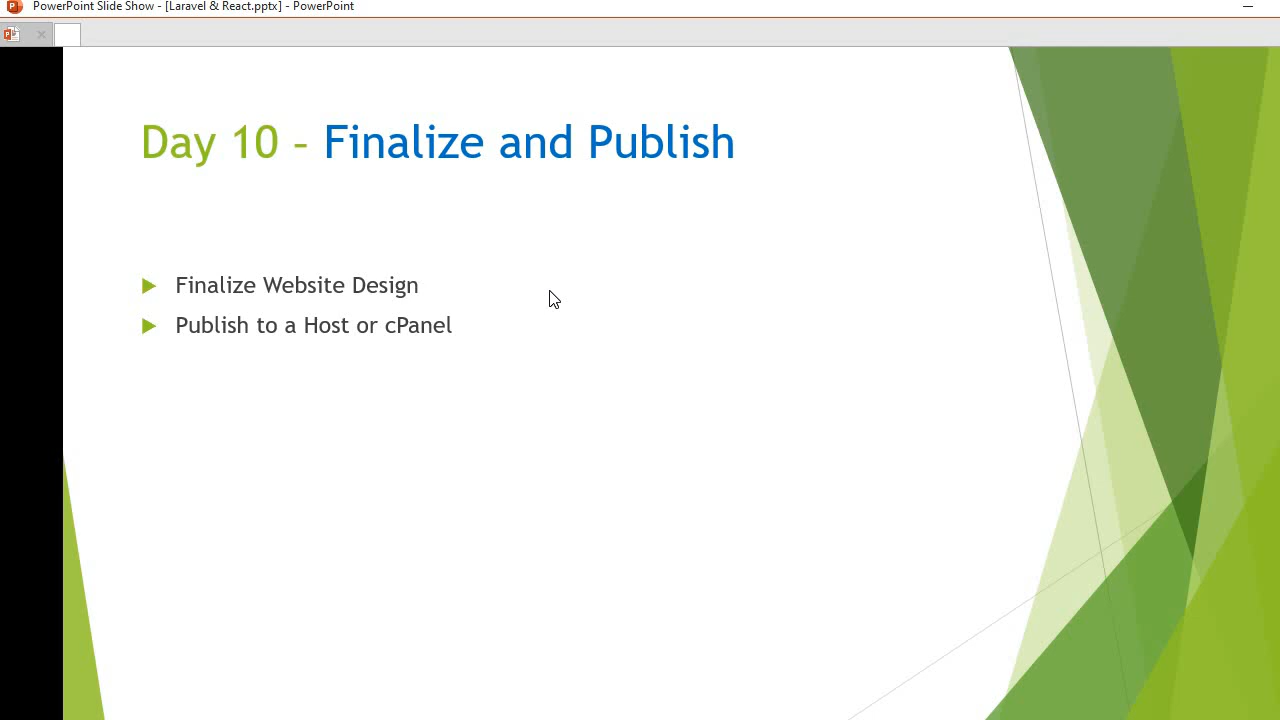 PowerPoint Slide Show - [Laravel & React.pptx] - PowerPoint
Day 10 – Finalize and Publish
Finalize Website Design
Publish to a Host or cPanel